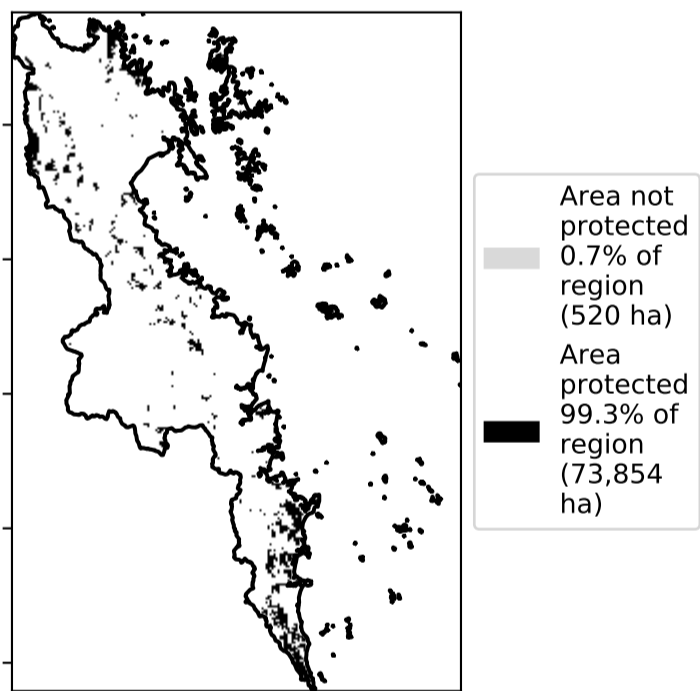 Area not
protected
0.7% of
region
(520 ha)
Area
protected
99.3% of
region
(73,854
ha)